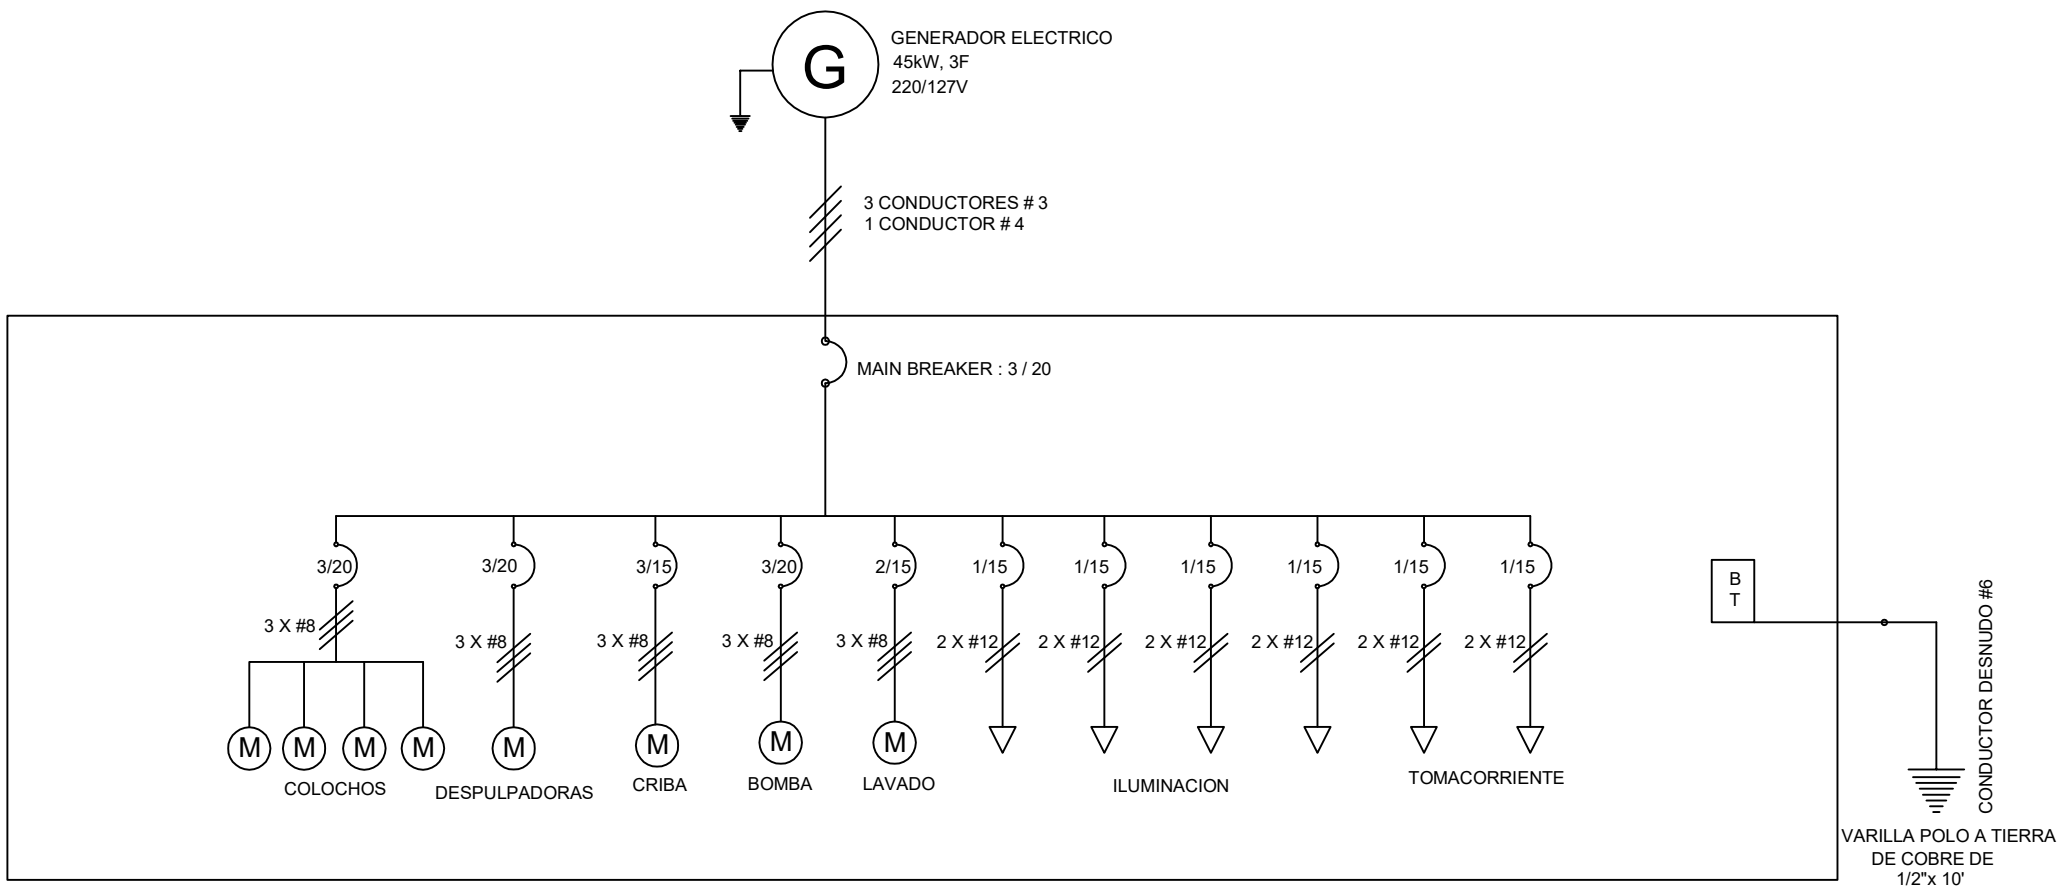 G
GENERADOR ELECTRICO
45kW, 3F
220/127V
3 CONDUCTORES # 3
1 CONDUCTOR # 4
MAIN BREAKER : 3 / 20
3/20
3/20
3/15
3/20
2/15
1/15
1/15
1/15
1/15
1/15
1/15
3 X #8
3 X #8
3 X #8
3 X #8
3 X #8
2 X #12
2 X #12
2 X #12
2 X #12
2 X #12
2 X #12
M
M
M
M
M
M
M
M
COLOCHOS
DESPULPADORAS
CRIBA
BOMBA
LAVADO
ILUMINACION
TOMACORRIENTE
B
T
CONDUCTOR DESNUDO #6
VARILLA POLO A TIERRA
DE COBRE DE
1/2"x 10'